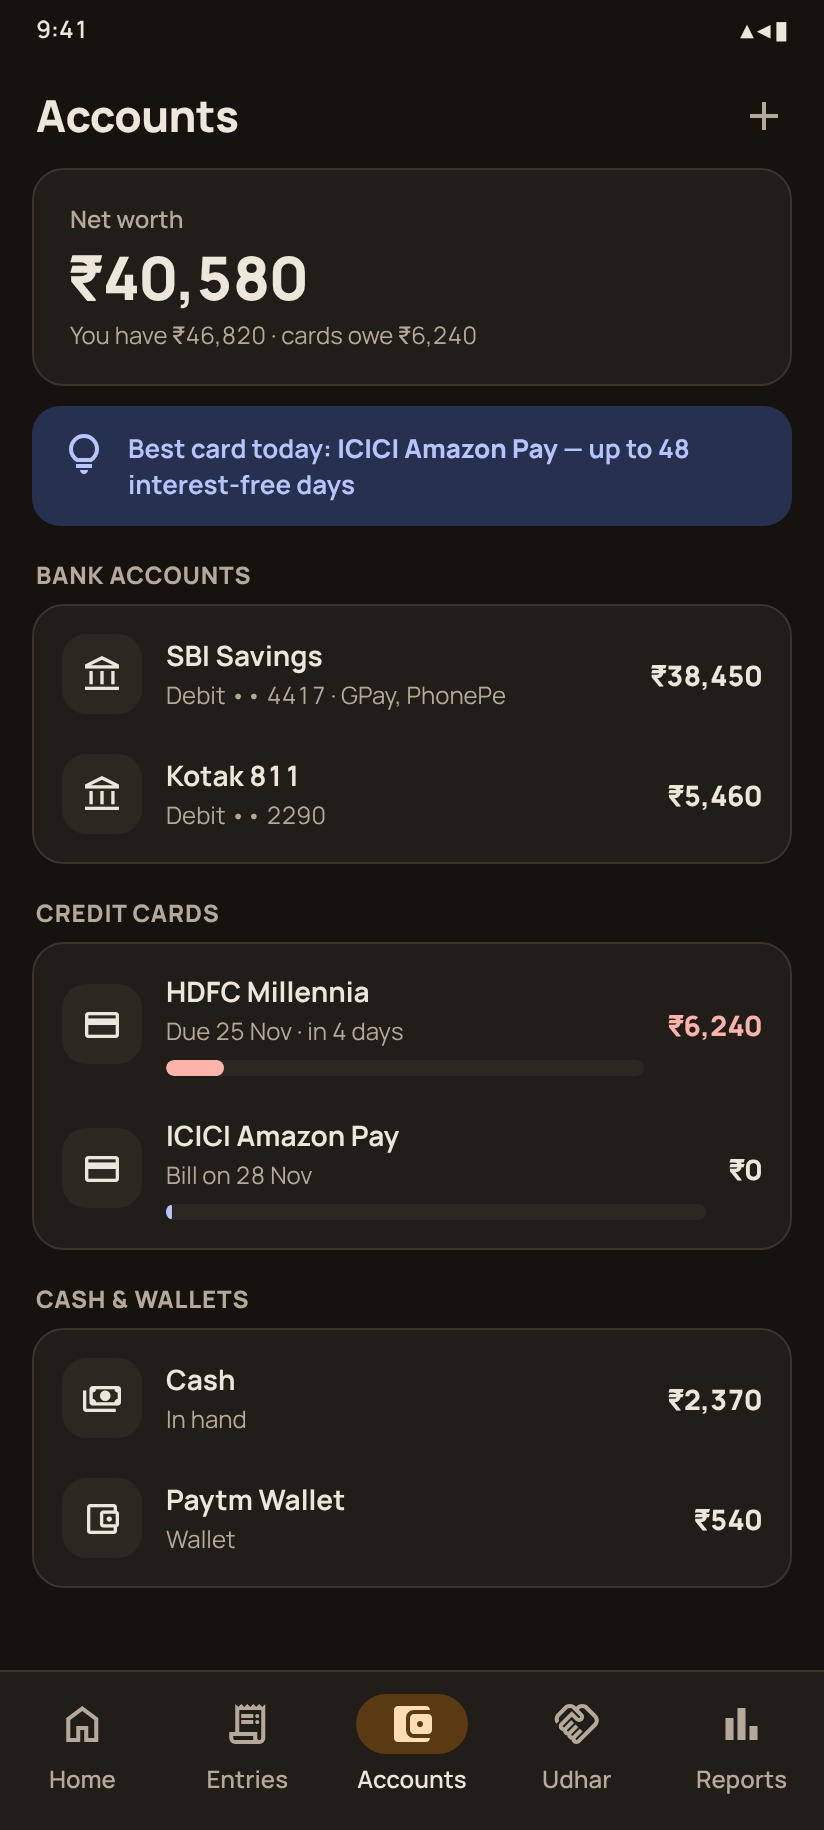 9:41
Accounts
Net worth
₹40,580
You have ₹46,820 · cards owe ₹6,240
Best card today: ICICI Amazon Pay — up to 48
interest-free days
BANK ACCOUNTS
SBI Savings
Debit •• 4417 · GPay, PhonePe
₹38,450
Kotak 811
Debit •• 2290
₹5,460
CREDIT CARDS
HDFC Millennia
Due 25 Nov · in 4 days
₹6,240
ICICI Amazon Pay
Bill on 28 Nov
₹0
CASH & WALLETS
Cash
In hand
₹2,370
Paytm Wallet
Wallet
₹540
Home Entries Accounts Udhar Reports